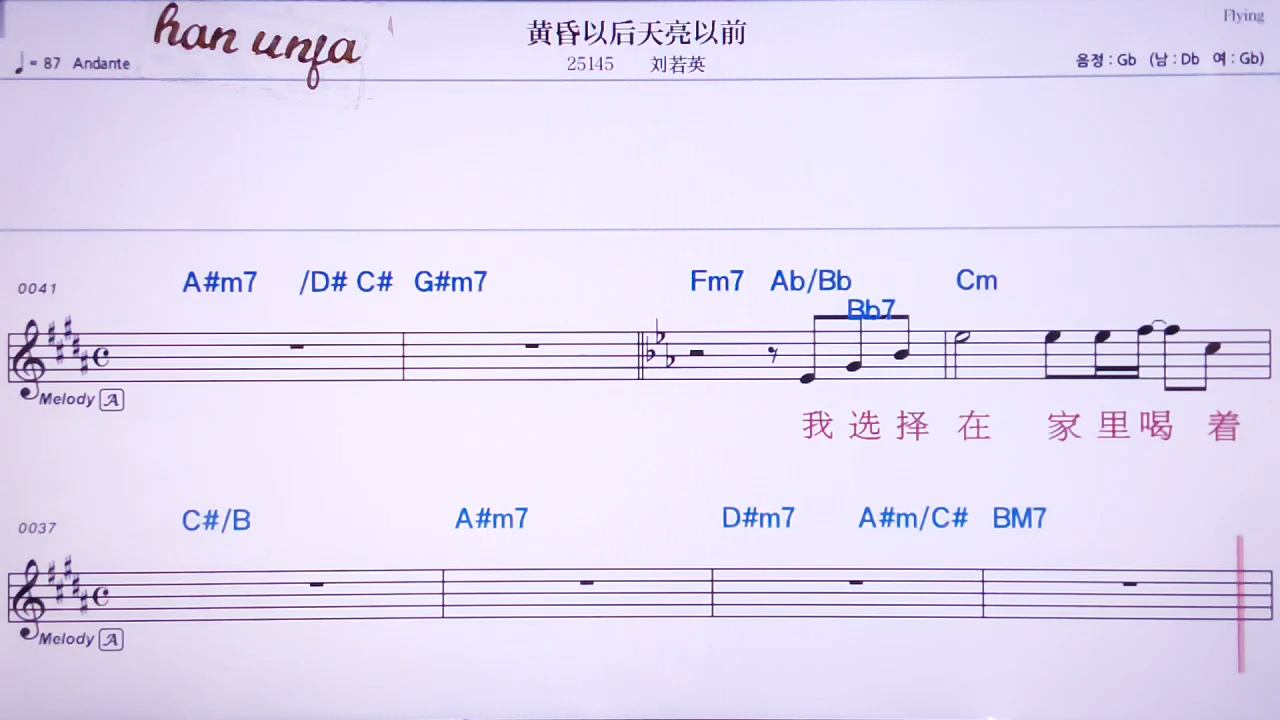 Flying
han unja
黄昏以后天亮以前
♩= 87 Andante
25145 刘若英
음정 : Gb (남 : Db 여 : Gb)
0041
A#m7 /D# C# G#m7 Fm7 Ab/Bb Bb7 Cm
Melody A
我选择在 家里喝 着
0037
C#/B A#m7 D#m7 A#m/C# BM7
Melody A